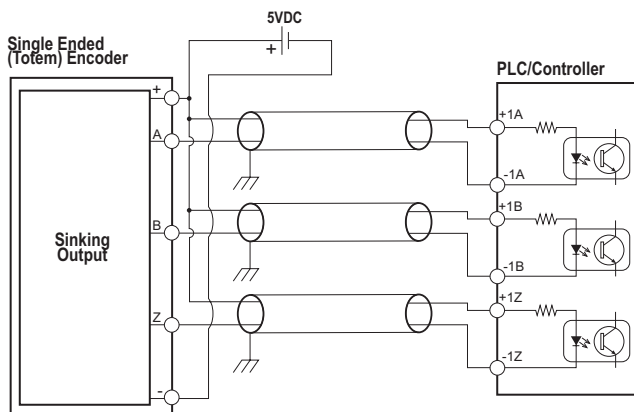 5VDC
+
Single Ended
(Totem) Encoder
PLC/Controller
+
A
B
Z
-
Sinking
Output
+1A
-1A
+1B
-1B
+1Z
-1Z